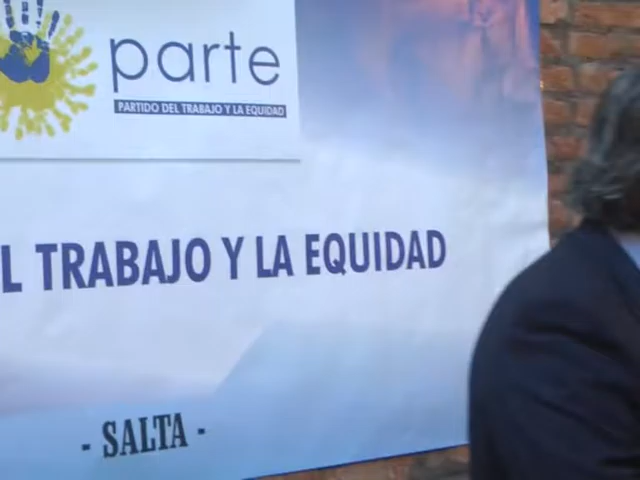 parte
PARTIDO DEL TRABAJO Y LA EQUIDAD
L TRABAJO Y LA EQUIDAD
- SALTA -